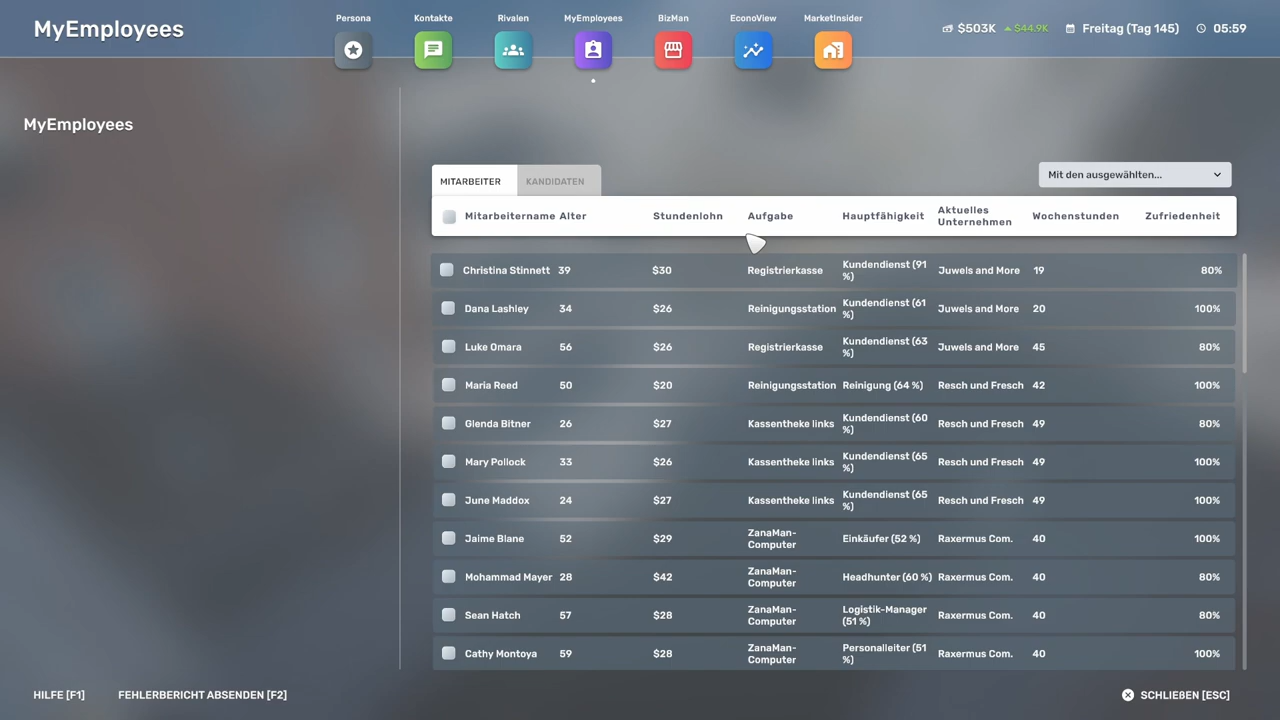 MyEmployees
Persona
Kontakte
Rivalen
MyEmployees
BizMan
EconoView
MarketInsider
$503K
$44.9K
Freitag (Tag 145)
05:59
MyEmployees
MITARBEITER
KANDIDATEN
Mit den ausgewählten...
Mitarbeitername Alter Stundenlohn Aufgabe Hauptfähigkeit Aktuelles Unternehmen Wochenstunden Zufriedenheit
Christina Stinnett 39 $30 Registrierkasse Kundendienst (91 %) Juwels and More 19 80%
Dana Lashley 34 $26 Reinigungsstation Kundendienst (61 %) Juwels and More 20 100%
Luke Omara 56 $26 Registrierkasse Kundendienst (63 %) Juwels and More 45 80%
Maria Reed 50 $20 Reinigungsstation Reinigung (64 %) Resch und Fresch 42 100%
Glenda Bitner 26 $27 Kassentheke links Kundendienst (60 %) Resch und Fresch 49 80%
Mary Pollock 33 $26 Kassentheke links Kundendienst (65 %) Resch und Fresch 49 100%
June Maddox 24 $27 Kassentheke links Kundendienst (65 %) Resch und Fresch 49 100%
Jaime Blane 52 $29 ZanaMan-Computer Einkäufer (52 %) Raxermus Com. 40 100%
Mohammad Mayer 28 $42 ZanaMan-Computer Headhunter (60 %) Raxermus Com. 40 80%
Sean Hatch 57 $28 ZanaMan-Computer Logistik-Manager (51 %) Raxermus Com. 40 80%
Cathy Montoya 59 $28 ZanaMan-Computer Personalleiter (51 %) Raxermus Com. 40 100%
HILFE [F1]
FEHLERBERICHT ABSENDEN [F2]
SCHLIEßEN [ESC]